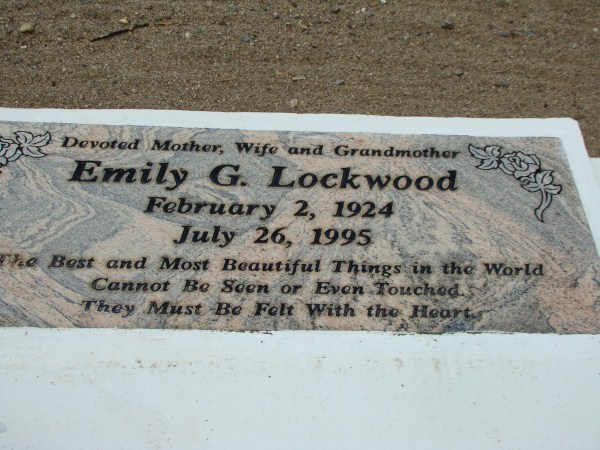 Devoted Mother, Wife and Grandmother
Emily G. Lockwood
February 2, 1924
July 26, 1995
The Best and Most Beautiful Things in the World
Cannot Be Seen or Even Touched.
They Must Be Felt With the Heart.